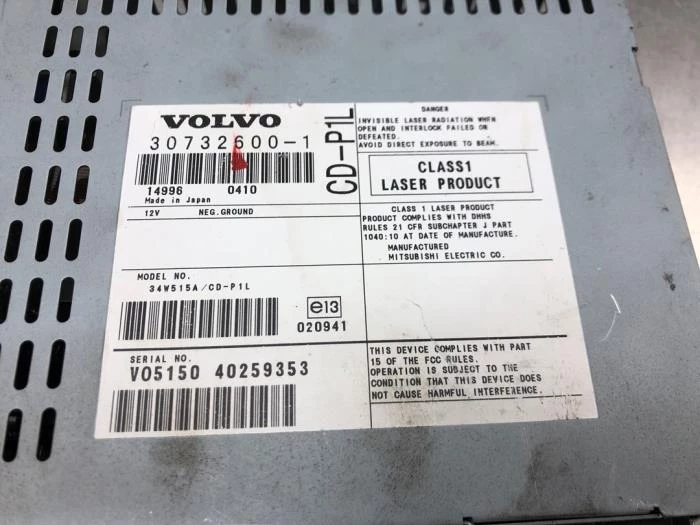 VOLVO
30732600-1
14996 0410
Made in Japan
CD-P1L
12V NEG.GROUND
MODEL NO.
34W515A/CD-P1L
e13
020941
SERIAL NO.
VO5150 40259353
DANGER
INVISIBLE LASER RADIATION WHEN
OPEN AND INTERLOCK FAILED OR
DEFEATED.
AVOID DIRECT EXPOSURE TO BEAM.
CLASS1
LASER PRODUCT
CLASS 1 LASER PRODUCT
PRODUCT COMPLIES WITH DHHS
RULES 21 CFR SUBCHAPTER J PART
1040:10 AT DATE OF MANUFACTURE.
MANUFACTURED
MITSUBISHI ELECTRIC CO.
THIS DEVICE COMPLIES WITH PART
15 OF THE FCC RULES.
OPERATION IS SUBJECT TO THE
CONDITION THAT THIS DEVICE DOES
NOT CAUSE HARMFUL INTERFERENCE.